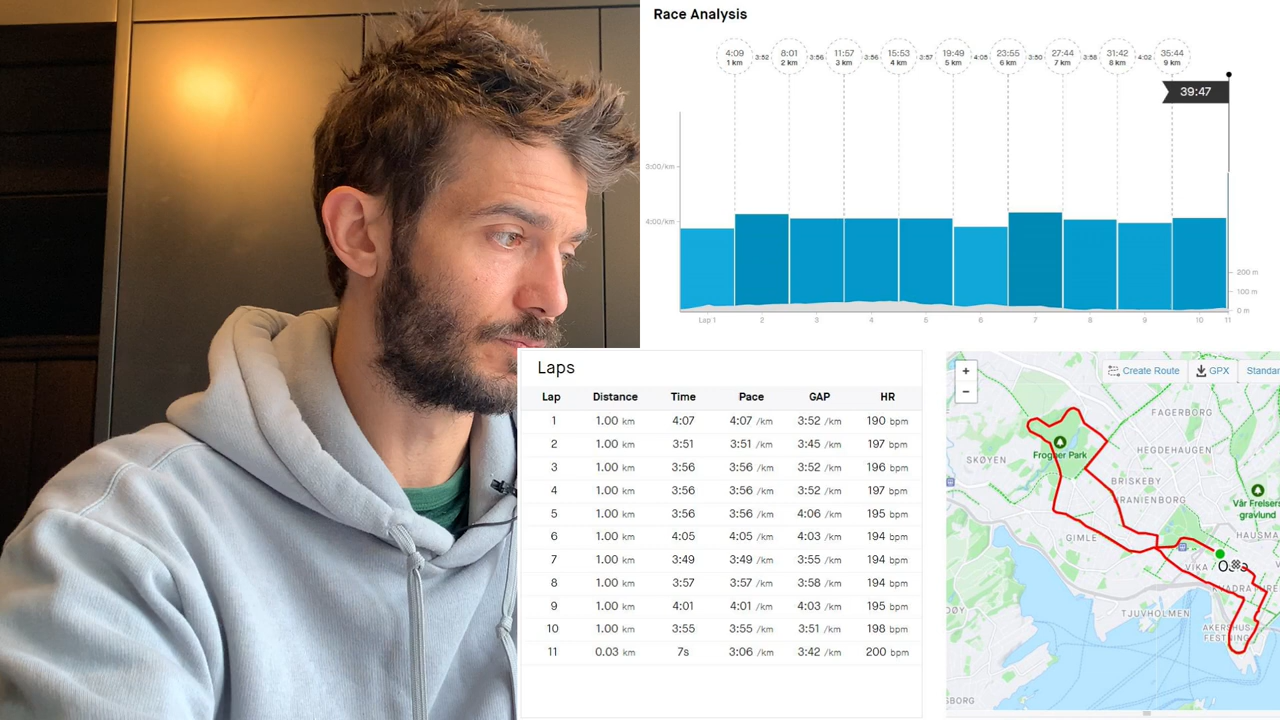 Race Analysis
4:09 8:01 11:57 15:53 19:49 23:55 27:44 31:42 35:44
3:52 3:56 3:56 3:57 4:05 3:50 3:58 4:02
1 km 2 km 3 km 4 km 5 km 6 km 7 km 8 km 9 km
39:47
3:00/km
4:00/km
200 m
100 m
0 m
Lap 1 2 3 4 5 6 7 8 9 10 11
Laps
Lap Distance Time Pace GAP HR
1 1.00 km 4:07 4:07 /km 3:52 /km 190 bpm
2 1.00 km 3:51 3:51 /km 3:45 /km 197 bpm
3 1.00 km 3:56 3:56 /km 3:52 /km 196 bpm
4 1.00 km 3:56 3:56 /km 3:52 /km 197 bpm
5 1.00 km 3:56 3:56 /km 4:06 /km 195 bpm
6 1.00 km 4:05 4:05 /km 4:03 /km 194 bpm
7 1.00 km 3:49 3:49 /km 3:55 /km 194 bpm
8 1.00 km 3:57 3:57 /km 3:58 /km 194 bpm
9 1.00 km 4:01 4:01 /km 4:03 /km 195 bpm
10 1.00 km 3:55 3:55 /km 3:51 /km 198 bpm
11 0.03 km 7s 3:06 /km 3:42 /km 200 bpm
+
−
Create Route GPX Standar
FAGERBORG
HEGDEHAUGEN
SKØYEN
Frogner Park
BRISKEBY
URANIENBORG
Vår Frelsers
gravlund
GIMLE
HAUSMA
VIKA
KVADRATURE
TJUVHOLMEN
AKERSHUS
FESTNING
DØY
SBORG